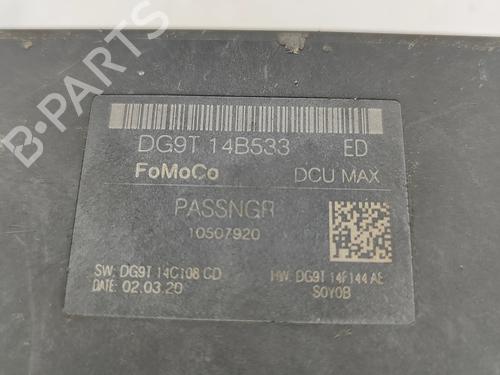 DG9T 14B533 ED
FoMoCo DCU MAX
PASSNGR
10507920
SW: DG9T 14C108 CD HW: DG9T 14F144 AE
DATE: 02.03.20 S0Y0B
B-PARTS